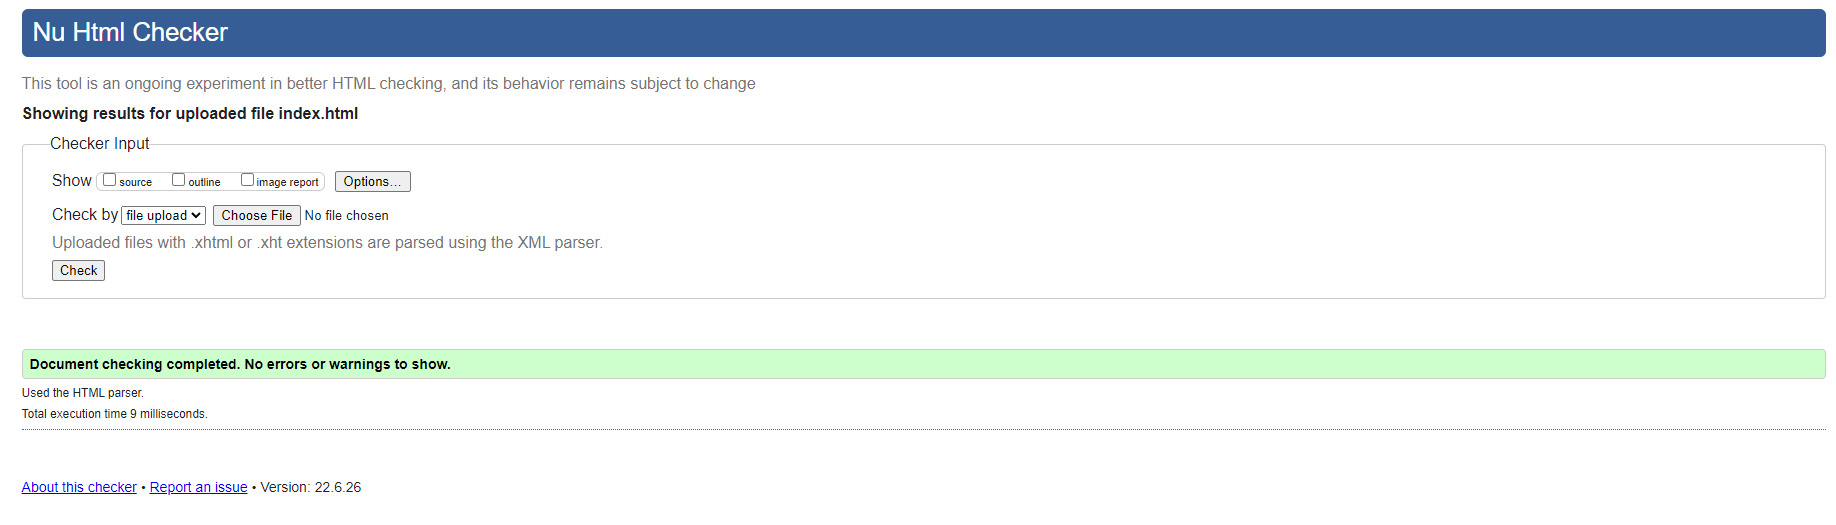 Nu Html Checker
This tool is an ongoing experiment in better HTML checking, and its behavior remains subject to change
Showing results for uploaded file index.html
Checker Input
Show source outline image report Options...
Check by file upload Choose File No file chosen
Uploaded files with .xhtml or .xht extensions are parsed using the XML parser.
Check
Document checking completed. No errors or warnings to show.
Used the HTML parser.
Total execution time 9 milliseconds.
About this checker • Report an issue • Version: 22.6.26